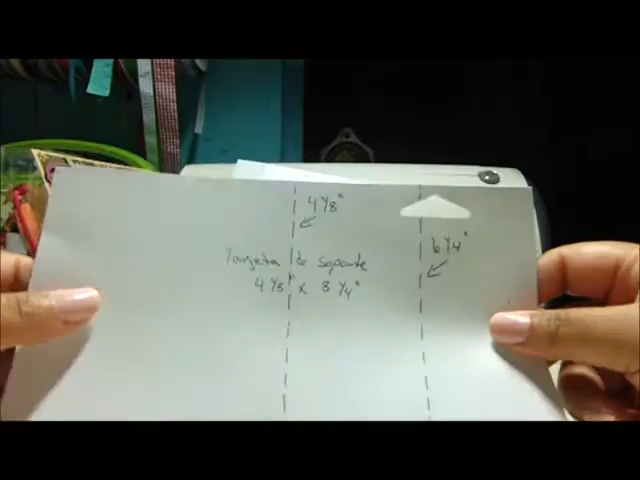 4 1/8"
6 1/4"
Tarjeta de soporte
4 1/8" x 8 1/4"